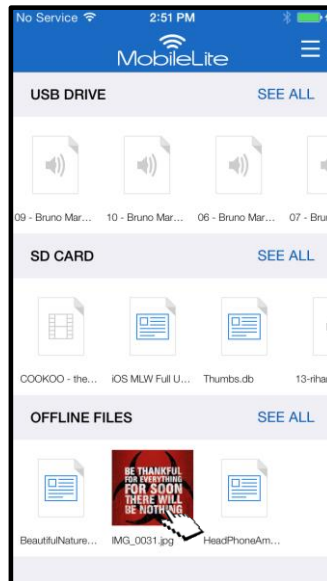 No Service 2:51 PM
MobileLite
USB DRIVE SEE ALL
09 - Bruno Mar... 10 - Bruno Mar... 06 - Bruno Mar... 07 - Bru
SD CARD SEE ALL
COOKOO - the... iOS MLW Full U... Thumbs.db 13-rihan
OFFLINE FILES SEE ALL
BE THANKFUL
FOR EVERYTHING
FOR SOON
THERE WILL
BE NOTHING
BeautifulNature... IMG_0031.jpg HeadPhoneAm...